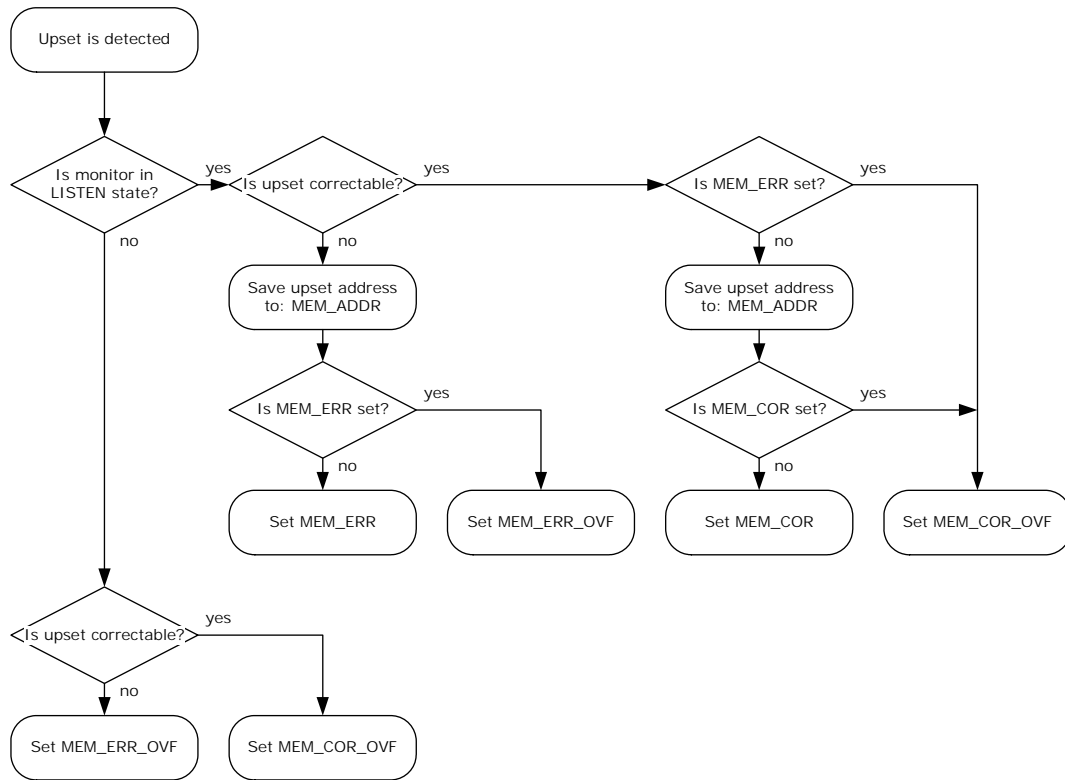 Upset is detected
Is monitor in
LISTEN state?
yes
Is upset correctable?
yes
Is MEM_ERR set?
yes
no
no
no
Save upset address
to: MEM_ADDR
Save upset address
to: MEM_ADDR
Is MEM_ERR set?
yes
Is MEM_COR set?
yes
no
no
Set MEM_ERR
Set MEM_ERR_OVF
Set MEM_COR
Set MEM_COR_OVF
Is upset correctable?
yes
no
Set MEM_ERR_OVF
Set MEM_COR_OVF